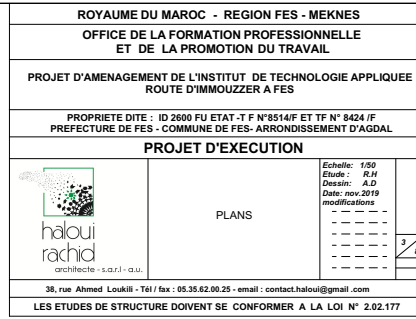 ROYAUME DU MAROC - REGION FES - MEKNES
OFFICE DE LA FORMATION PROFESSIONNELLE
ET DE LA PROMOTION DU TRAVAIL
PROJET D'AMENAGEMENT DE L'INSTITUT DE TECHNOLOGIE APPLIQUEE
ROUTE D'IMMOUZZER A FES
PROPRIETE DITE : ID 2600 FU ETAT -T F N°8514/F ET TF N° 8424 /F
PREFECTURE DE FES - COMMUNE DE FES- ARRONDISSEMENT D'AGDAL
PROJET D'EXECUTION
haloui
rachid
architecte - s.a.r.l - a.u.
PLANS
Echelle: 1/50
Etude : R.H
Dessin: A.D
Date: nov.2019
modifications
3
38, rue Ahmed Loukili - Tél / fax : 05.35.62.00.25 - email : contact.haloui@gmail .com
LES ETUDES DE STRUCTURE DOIVENT SE CONFORMER A LA LOI N° 2.02.177